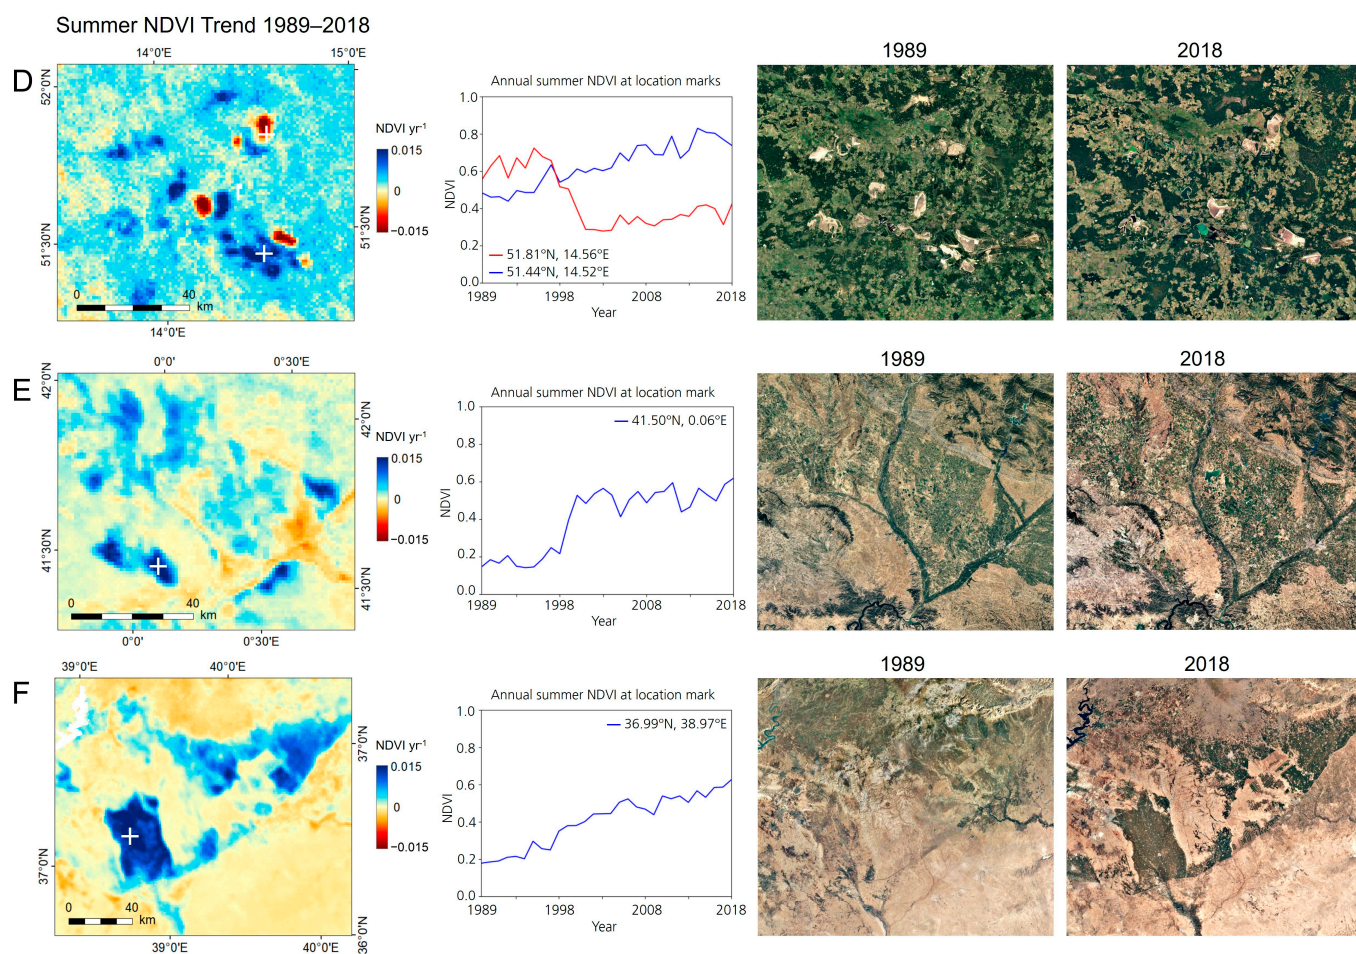 Summer NDVI Trend 1989–2018
D
14°0'E 15°0'E
52°0'N
51°30'N
51°30'N
0 40
km
14°0'E
NDVI yr-1
0.015
0
−0.015
Annual summer NDVI at location marks
NDVI
1.0
0.8
0.6
0.4
0.2
0.0
51.81ºN, 14.56ºE
51.44ºN, 14.52ºE
1989 1998 2008 2018
Year
1989
2018
E
0°0' 0°30'E
42°0'N
42°0'N
41°30'N
41°30'N
0 40
km
0°0' 0°30'E
NDVI yr-1
0.015
0
−0.015
Annual summer NDVI at location mark
NDVI
1.0
0.8
0.6
0.4
0.2
0.0
41.50ºN, 0.06ºE
1989 1998 2008 2018
Year
1989
2018
F
39°0'E 40°0'E
37°0'N
37°0'N
36°0'N
0 40
km
39°0'E 40°0'E
NDVI yr-1
0.015
0
−0.015
Annual summer NDVI at location mark
NDVI
1.0
0.8
0.6
0.4
0.2
0.0
36.99ºN, 38.97ºE
1989 1998 2008 2018
Year
1989
2018